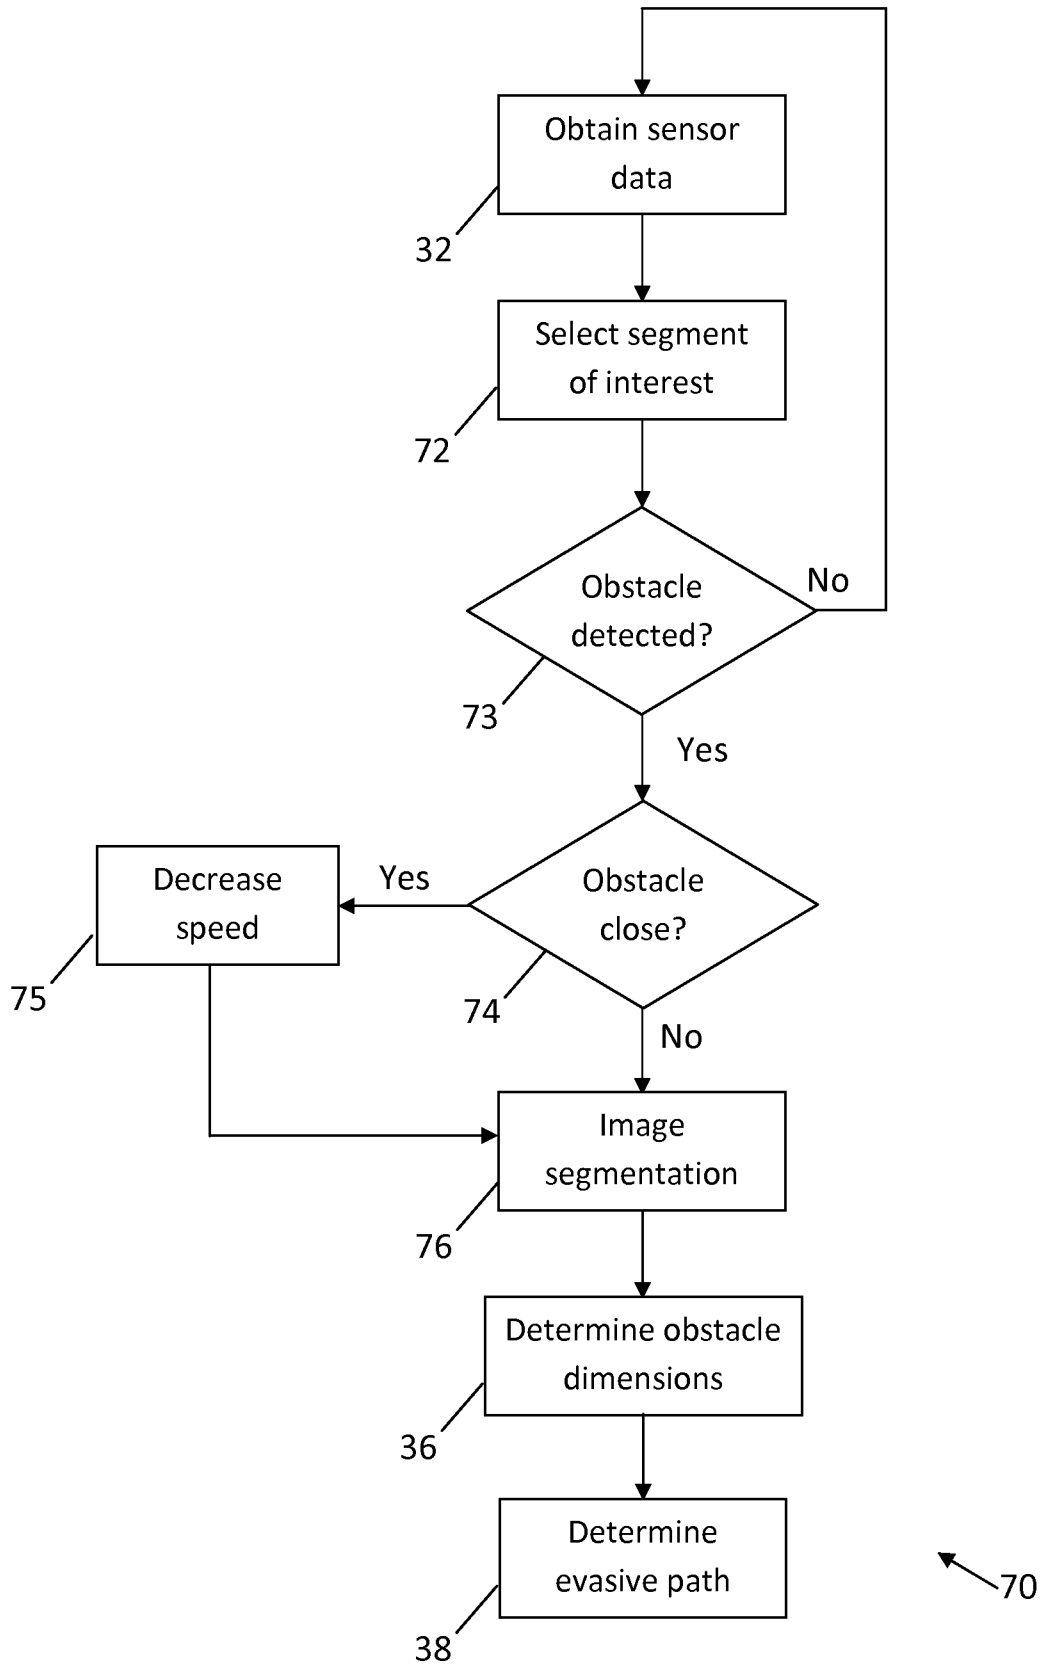 Obtain sensor
data
32
Select segment
of interest
72
No
Obstacle
detected?
73
Yes
Decrease
speed
75
Yes
Obstacle
close?
74
No
Image
segmentation
76
Determine obstacle
dimensions
36
Determine
evasive path
38
70